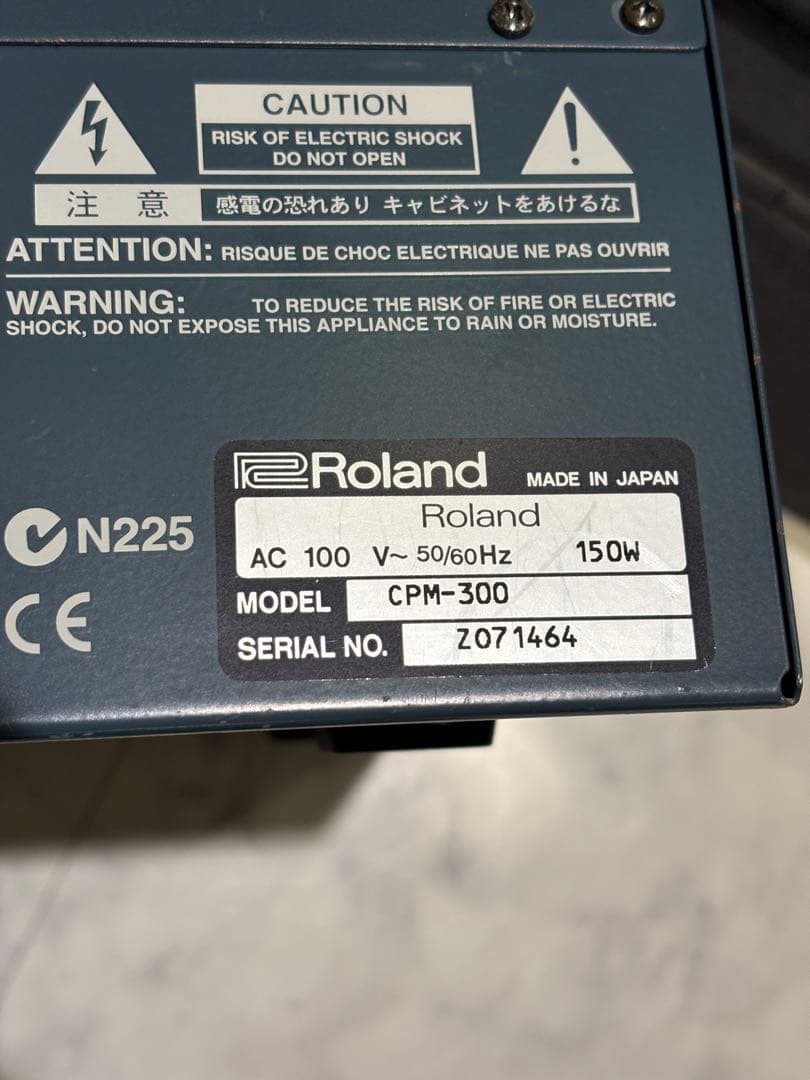 CAUTION
RISK OF ELECTRIC SHOCK
DO NOT OPEN
注 意 感電の恐れあり キャビネットをあけるな
ATTENTION: RISQUE DE CHOC ELECTRIQUE NE PAS OUVRIR
WARNING: TO REDUCE THE RISK OF FIRE OR ELECTRIC
SHOCK, DO NOT EXPOSE THIS APPLIANCE TO RAIN OR MOISTURE.
Roland MADE IN JAPAN
Roland
AC 100 V~ 50/60Hz 150W
MODEL CPM-300
SERIAL NO. Z071464
N225
CE